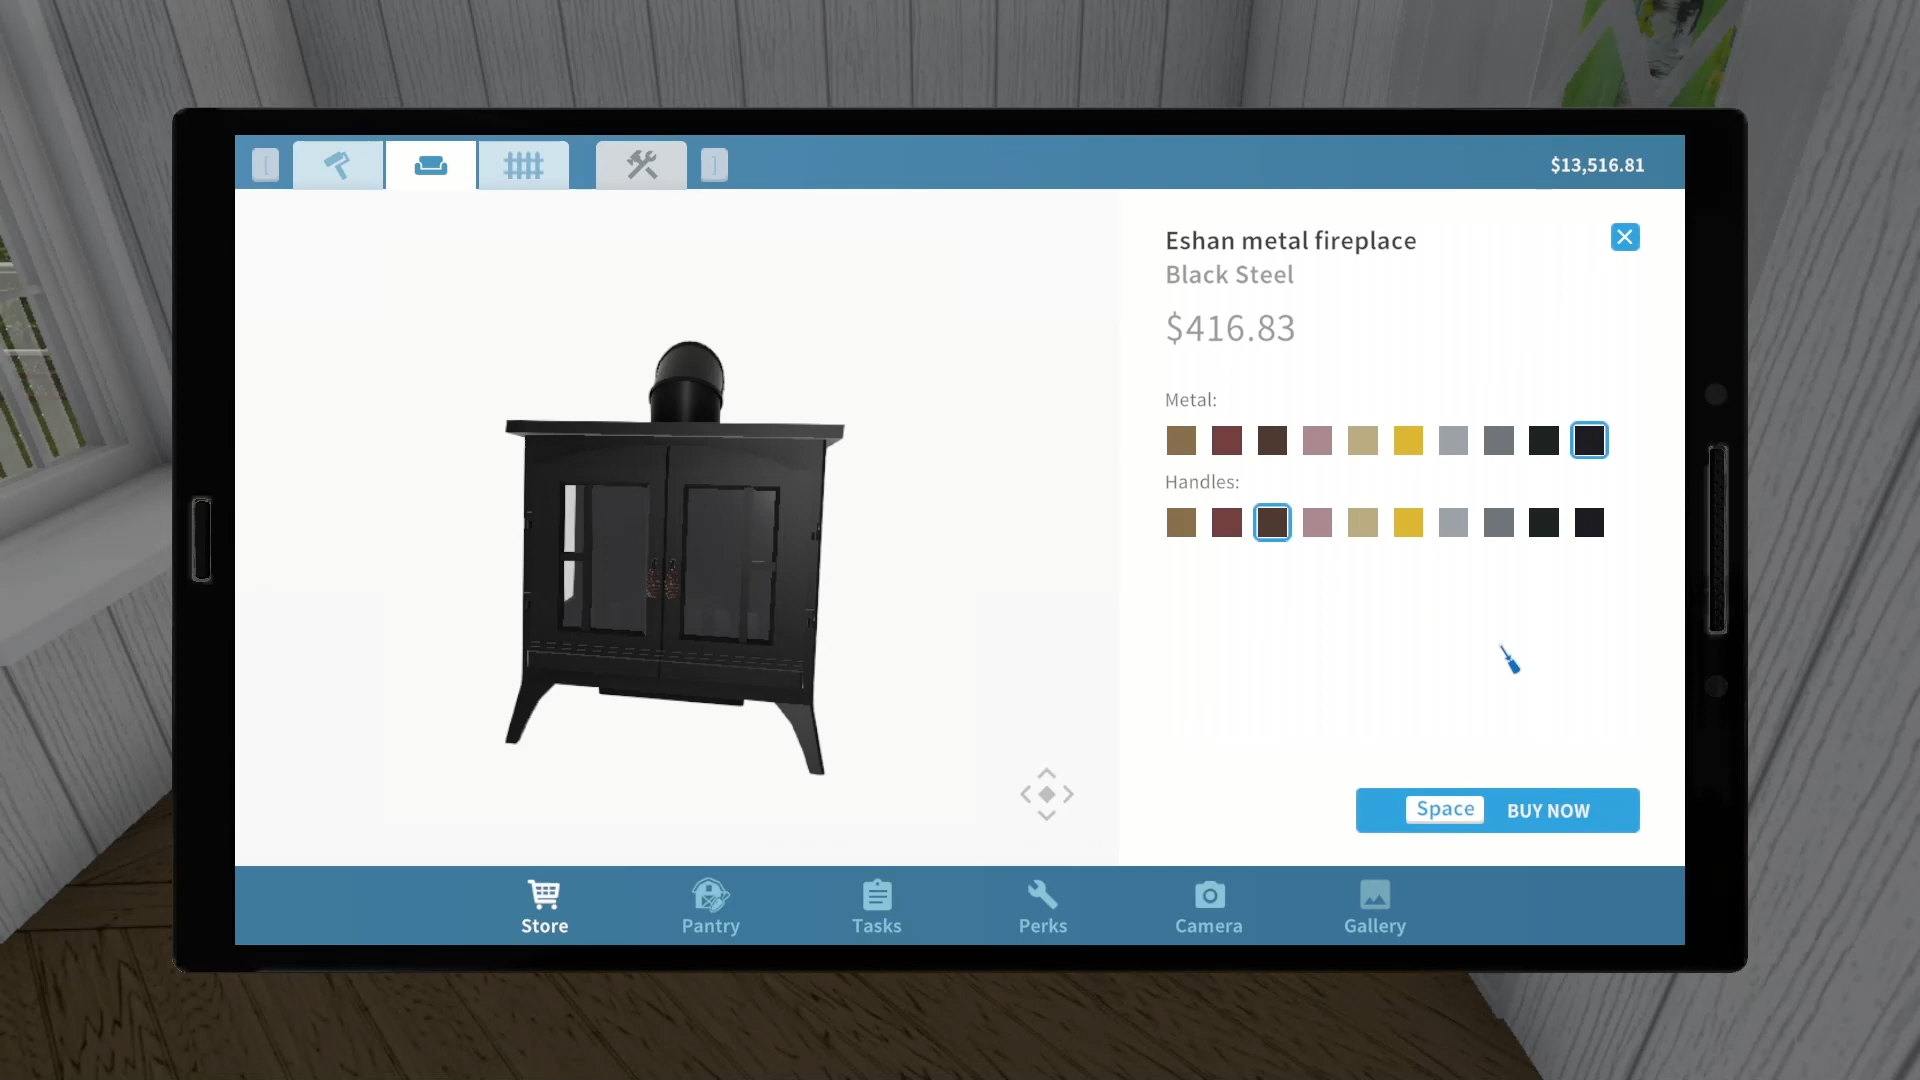 [
]
$13,516.81
Eshan metal fireplace
Black Steel
$416.83
Metal:
Handles:
Space BUY NOW
Store
Pantry
Tasks
Perks
Camera
Gallery